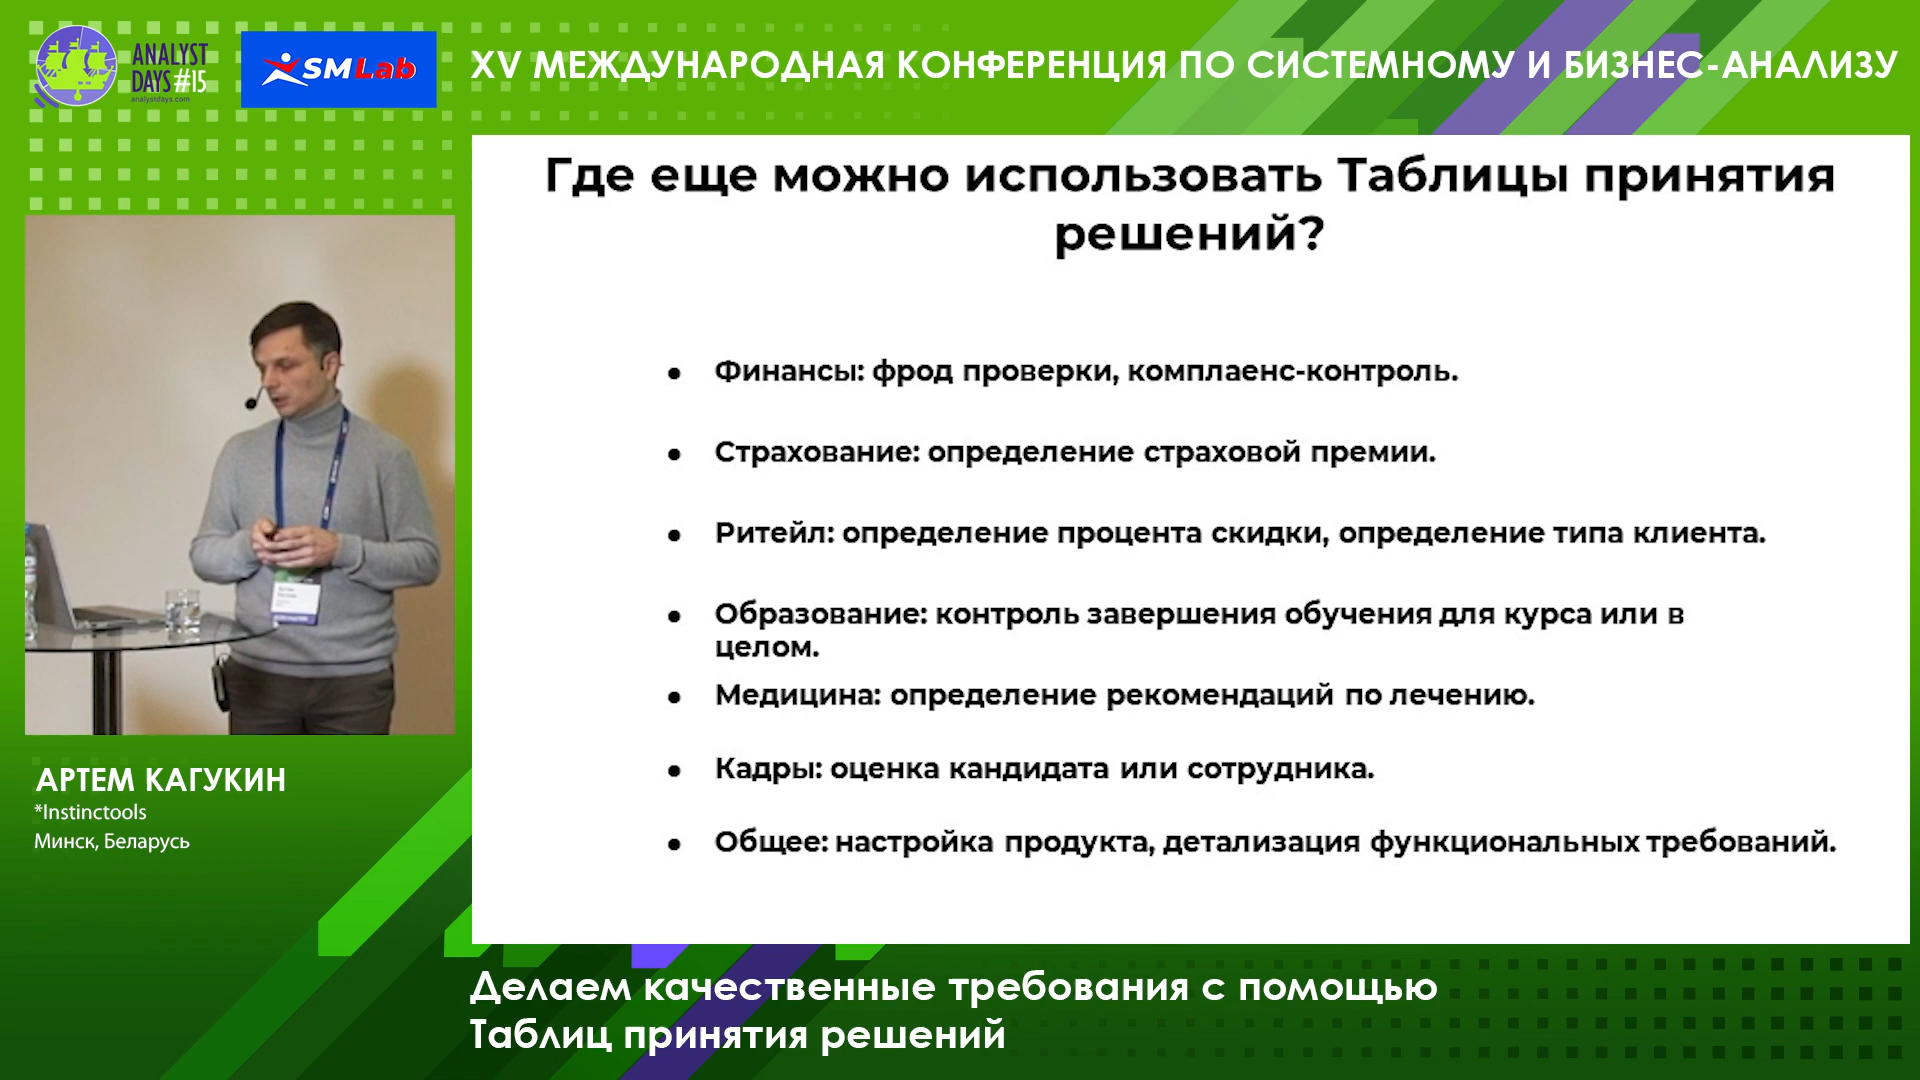 ANALYST
DAYS#15
analystdays.com
SMLab
XV МЕЖДУНАРОДНАЯ КОНФЕРЕНЦИЯ ПО СИСТЕМНОМУ И БИЗНЕС-АНАЛИЗУ
Где еще можно использовать Таблицы принятия
решений?
• Финансы: фрод проверки, комплаенс-контроль.
• Страхование: определение страховой премии.
• Ритейл: определение процента скидки, определение типа клиента.
• Образование: контроль завершения обучения для курса или в
целом.
• Медицина: определение рекомендаций по лечению.
• Кадры: оценка кандидата или сотрудника.
• Общее: настройка продукта, детализация функциональных требований.
АРТЕМ КАГУКИН
*Instinctools
Минск, Беларусь
Делаем качественные требования с помощью
Таблиц принятия решений